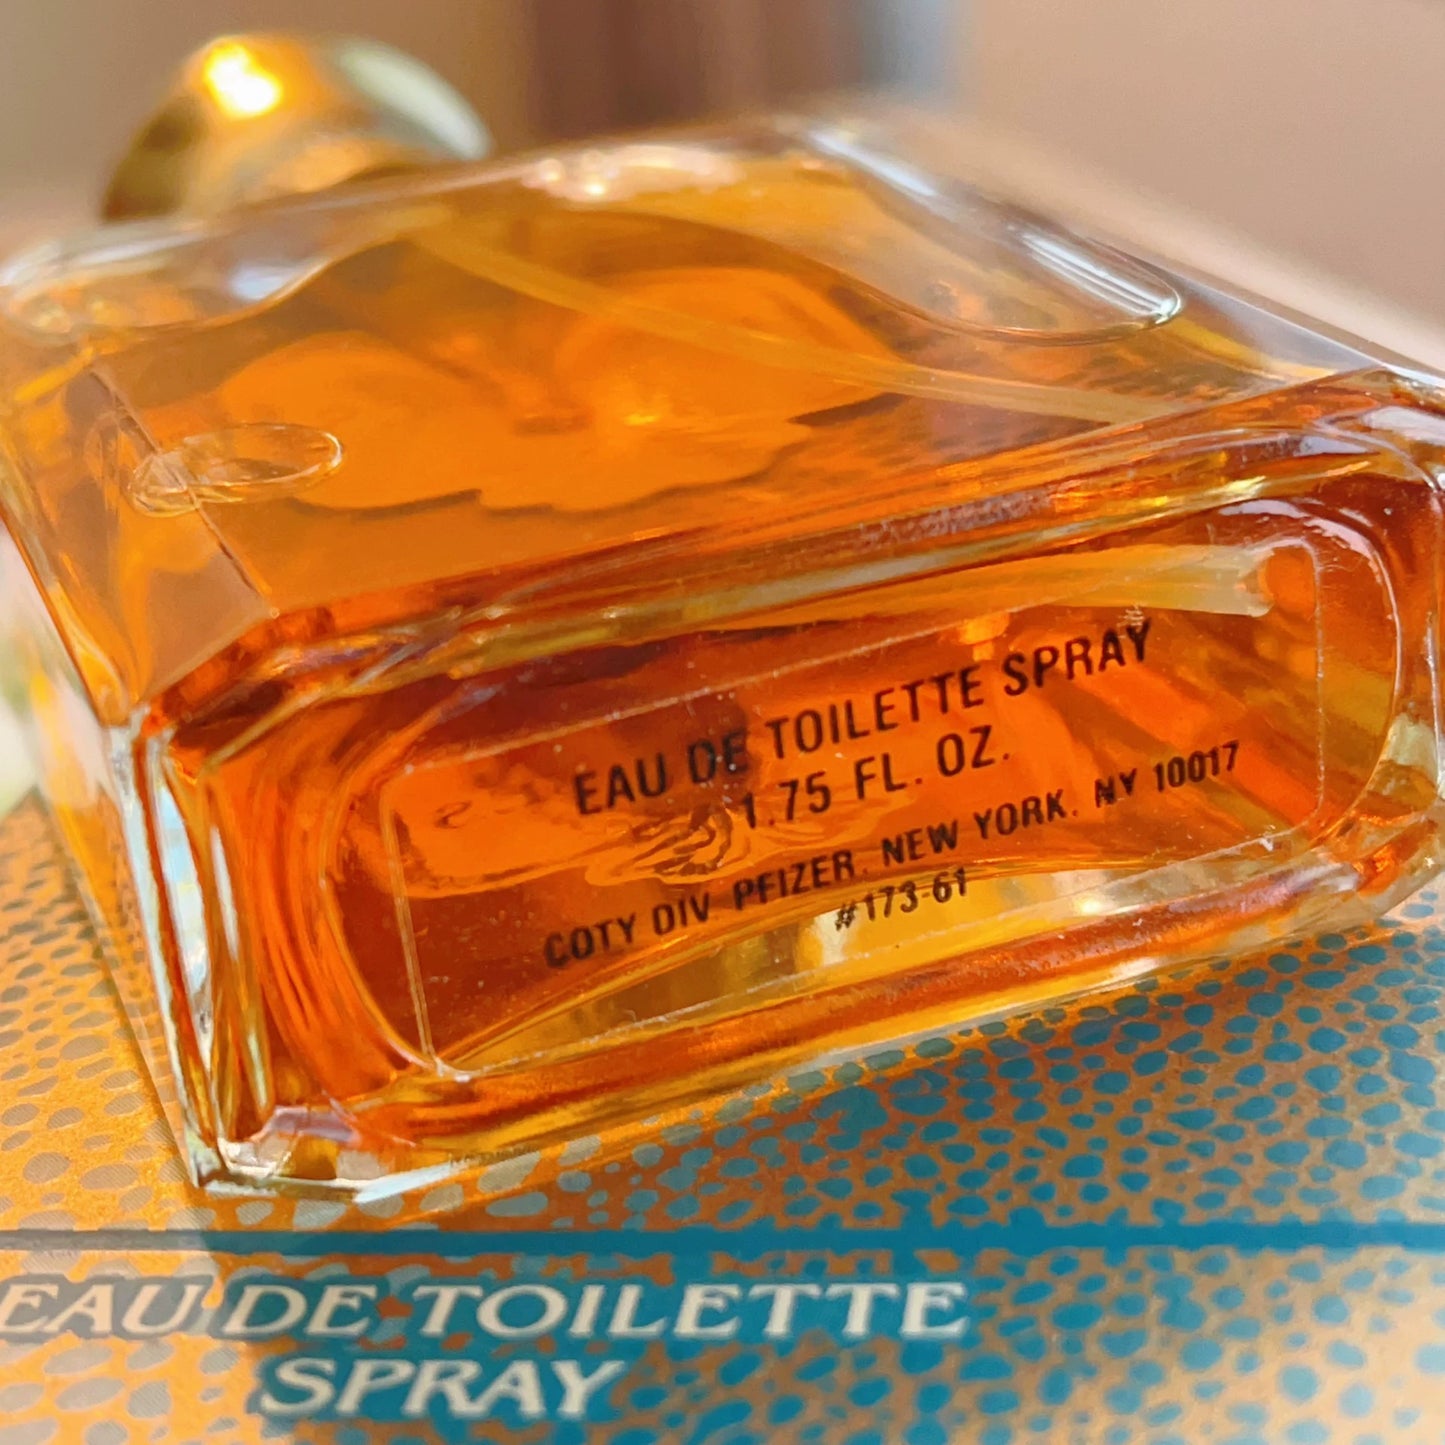 EAU DE TOILETTE SPRAY
1.75 FL. OZ.
COTY DIV. PFIZER, NEW YORK, NY 10017
#173-61
EAU DE TOILETTE
SPRAY